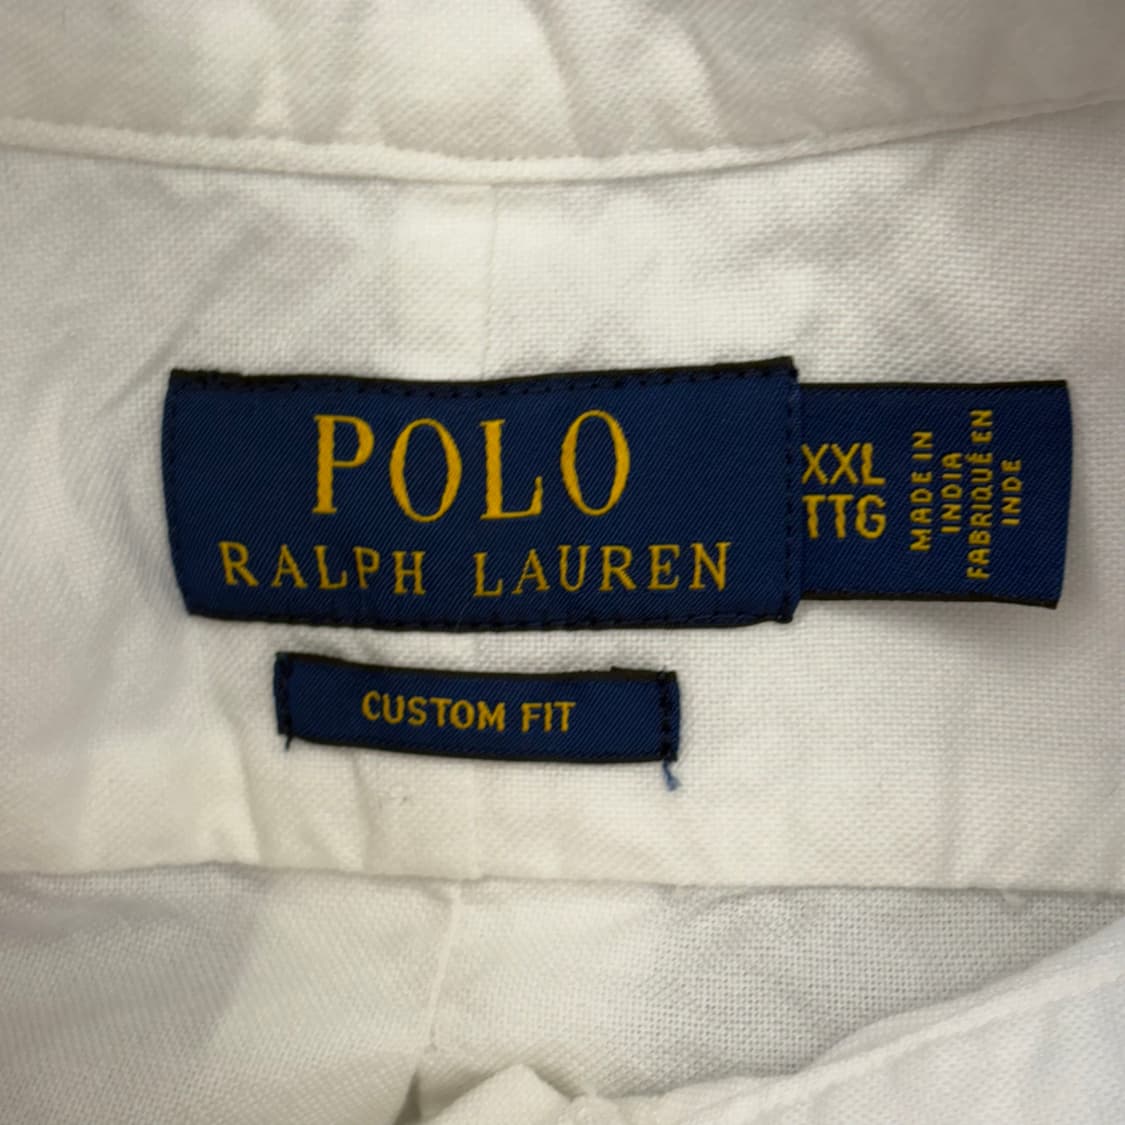 POLO
RALPH LAUREN
XXL
TTG
MADE IN
INDIA
FABRIQUÉ EN
INDE
CUSTOM FIT